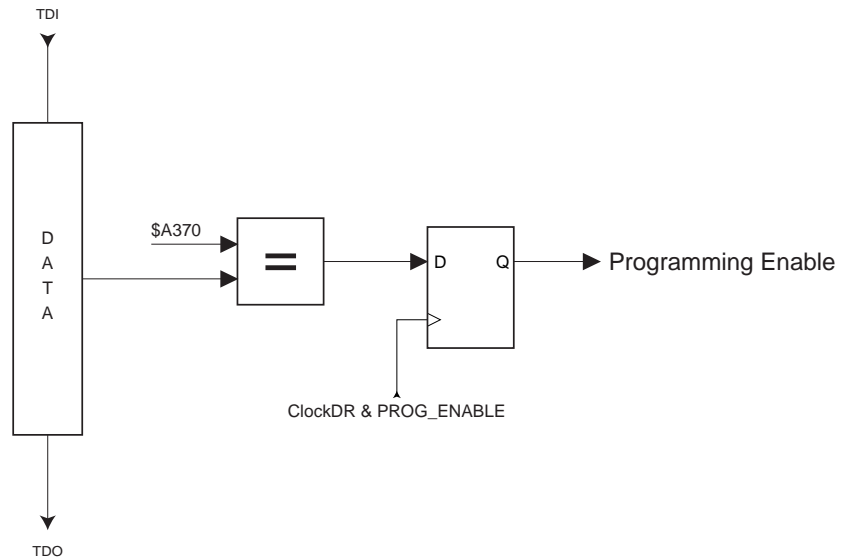 TDI
D
A
T
A
$A370
=
D
Q
Programming Enable
ClockDR & PROG_ENABLE
TDO